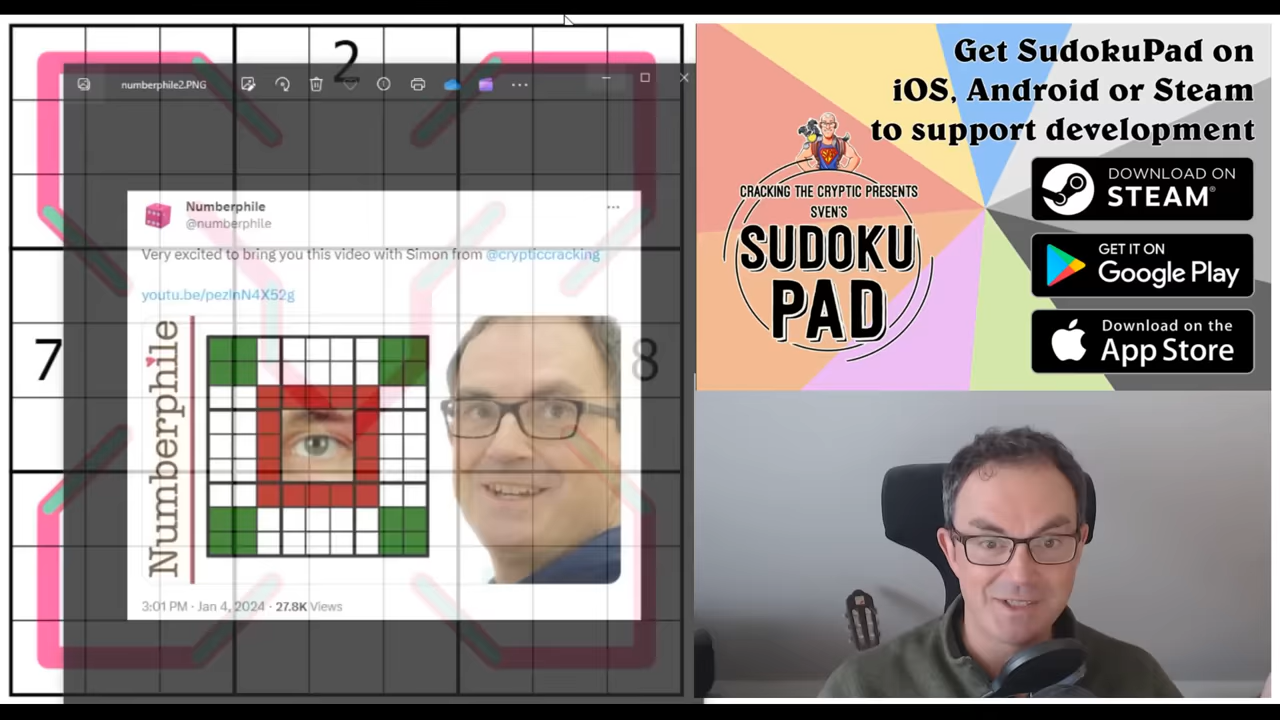 2
numberphile2.PNG
Numberphile
@numberphile
Very excited to bring you this video with Simon from @crypticcracking
youtu.be/pezlnN4X52g
Numberphile
3:01 PM · Jan 4, 2024 · 27.8K Views
7
8
Get SudokuPad on
iOS, Android or Steam
to support development
CRACKING THE CRYPTIC PRESENTS
SVEN'S
SUDOKU
PAD
DOWNLOAD ON
STEAM®
GET IT ON
Google Play
Download on the
App Store